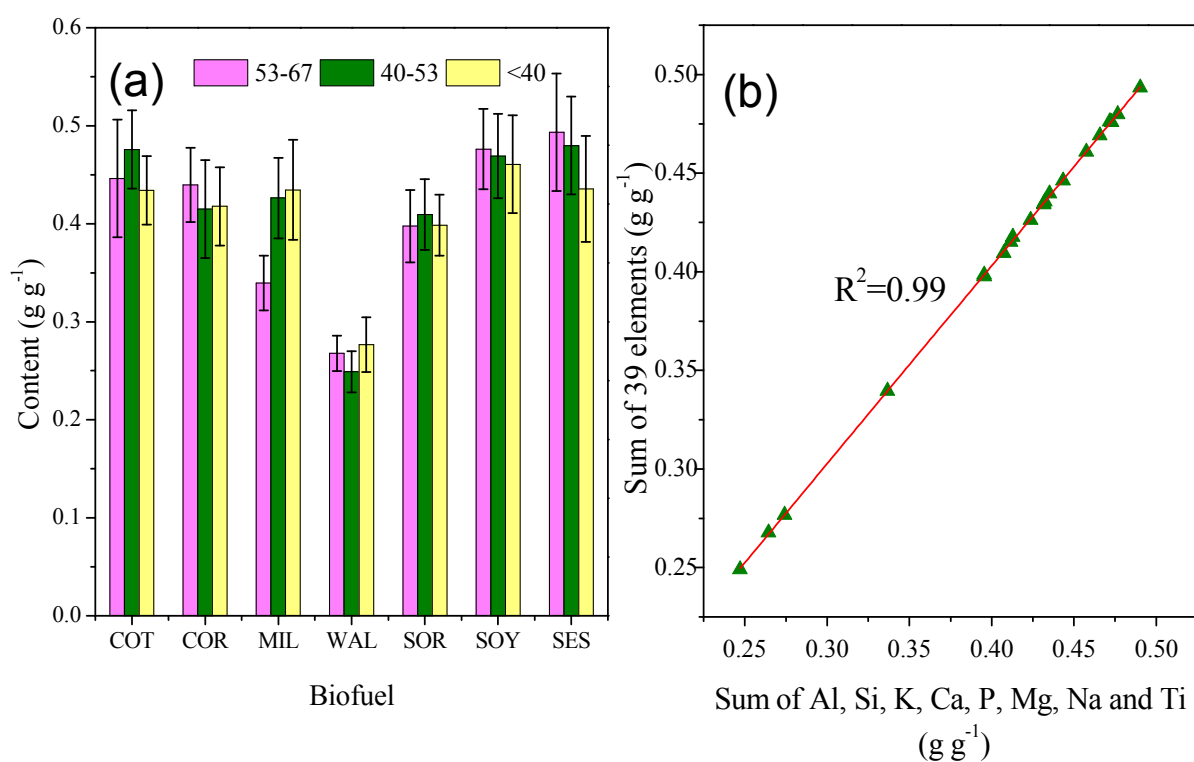 (a)
53-67 40-53 <40
Content (g g⁻¹)
0.6
0.5
0.4
0.3
0.2
0.1
0.0
COT COR MIL WAL SOR SOY SES
Biofuel
(b)
R²=0.99
Sum of 39 elements (g g⁻¹)
0.50
0.45
0.40
0.35
0.30
0.25
0.25 0.30 0.35 0.40 0.45 0.50
Sum of Al, Si, K, Ca, P, Mg, Na and Ti
(g g⁻¹)